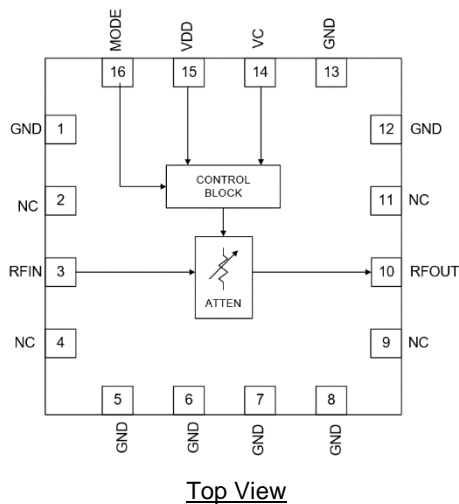 MODE
VDD
VC
GND
16
15
14
13
GND 1
12 GND
CONTROL
BLOCK
NC 2
11 NC
RFIN 3
10 RFOUT
ATTEN
NC 4
9 NC
5
6
7
8
GND
GND
GND
GND
Top View